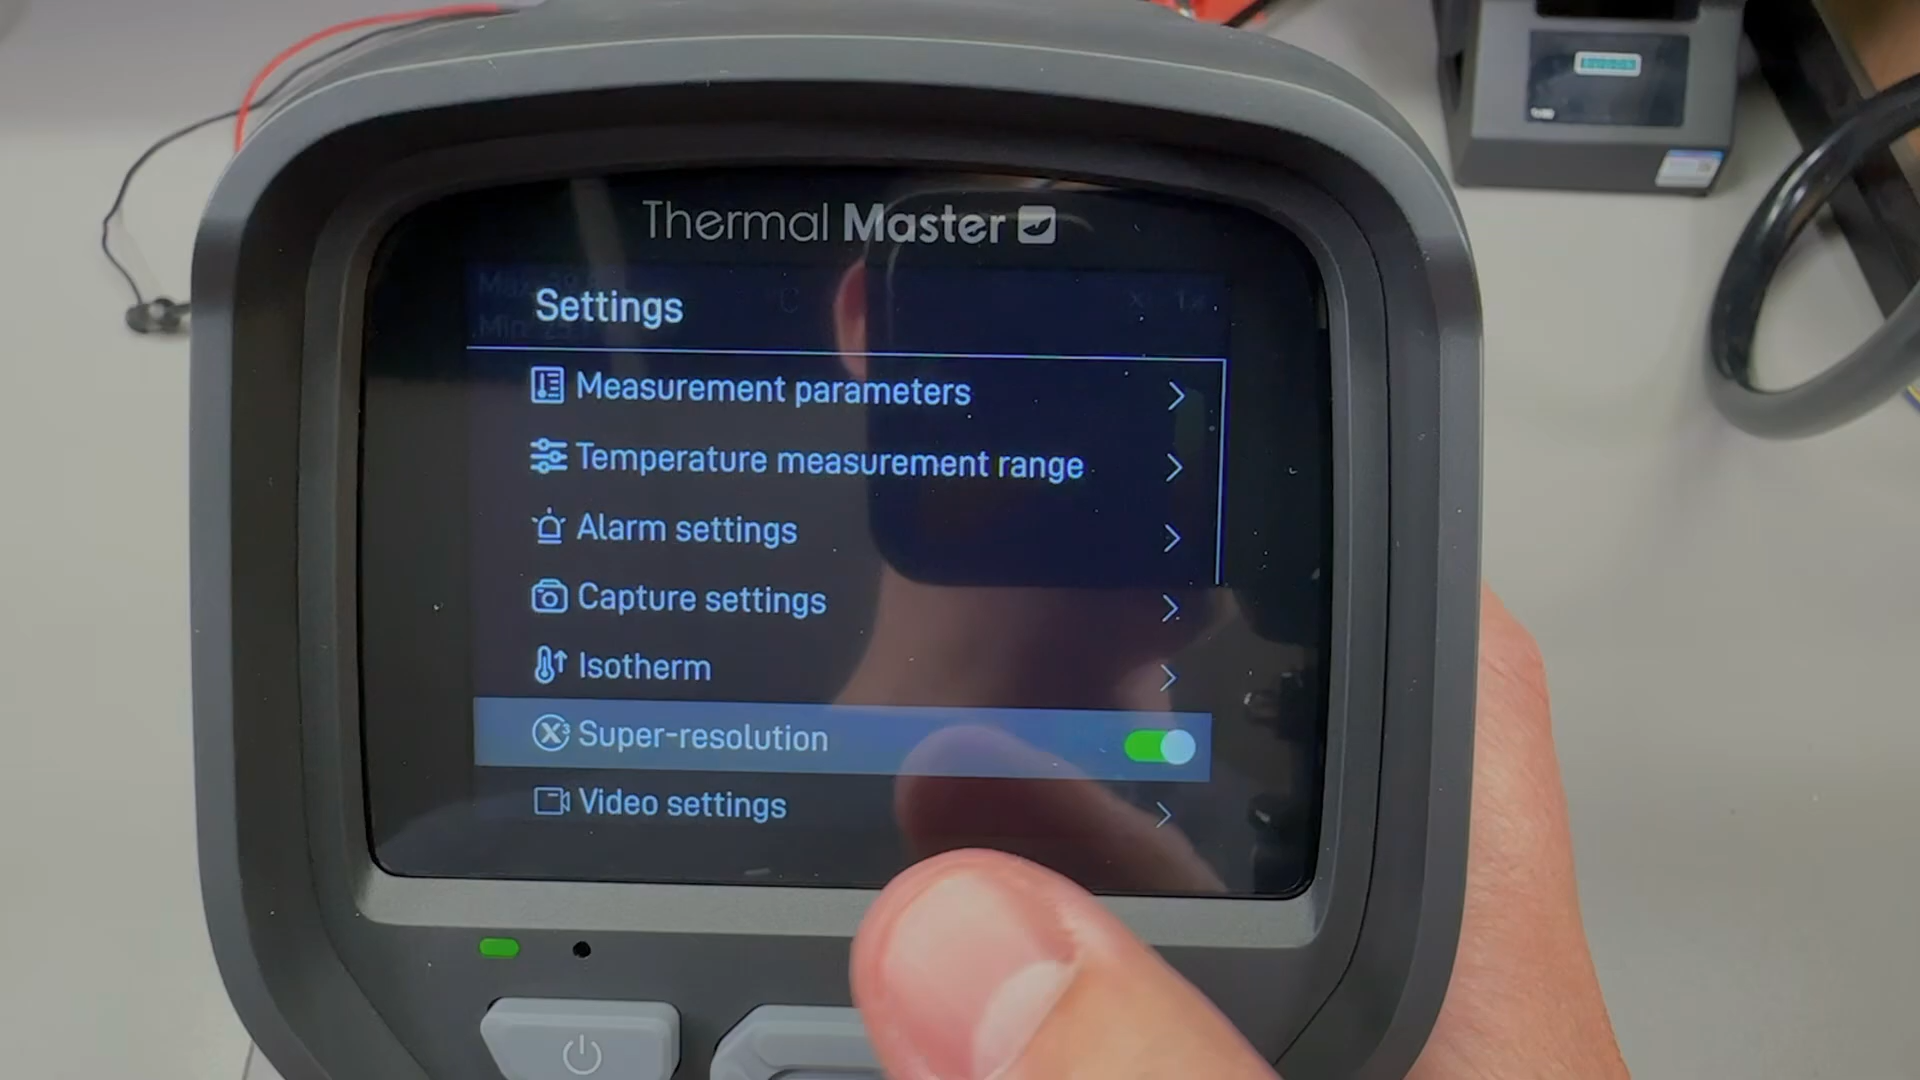 Thermal Master
Settings
Measurement parameters
Temperature measurement range
Alarm settings
Capture settings
Isotherm
Super-resolution
Video settings